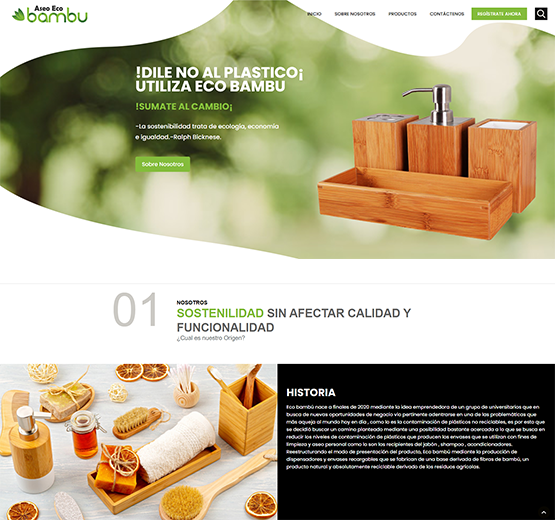 Aseo Eco
bambu
INICIO SOBRE NOSOTROS PRODUCTOS CONTÁCTENOS REGÍSTRATE AHORA
!DILE NO AL PLASTICO¡
UTILIZA ECO BAMBU
!SUMATE AL CAMBIO¡
-La sostenibilidad trata de ecología, economía
e igualdad.-Ralph Bicknese.
Sobre Nosotros
01
NOSOTROS
SOSTENILIDAD SIN AFECTAR CALIDAD Y
FUNCIONALIDAD
¿Cual es nuestro Origen?
HISTORIA
Eco bambú nace a finales de 2020 mediante la idea emprendedora de un grupo de universitarios que en
busca de nuevas oportunidades de negocio vía pertinente adentrarse en una de las problemáticas que
más aqueja al mundo hoy en día , como lo es la contaminación de plásticos no reciclables, es por esto que
se decidió buscar un camino planteado mediante una posibilidad bastante acercada a lo que se busca en
reducir los niveles de contaminación de plásticos que producen los envases que se utilizan con fines de
limpieza y aseo personal como lo son los recipientes del jabón , shampoo , acondicionadores.
Reestructurando el modo de presentación del producto, Eco bambú mediante la producción de
dispensadores y envases recargables que se fabrican de una base derivada de fibras de bambú, un
producto natural y absolutamente reciclable derivado de los residuos agrícolas.